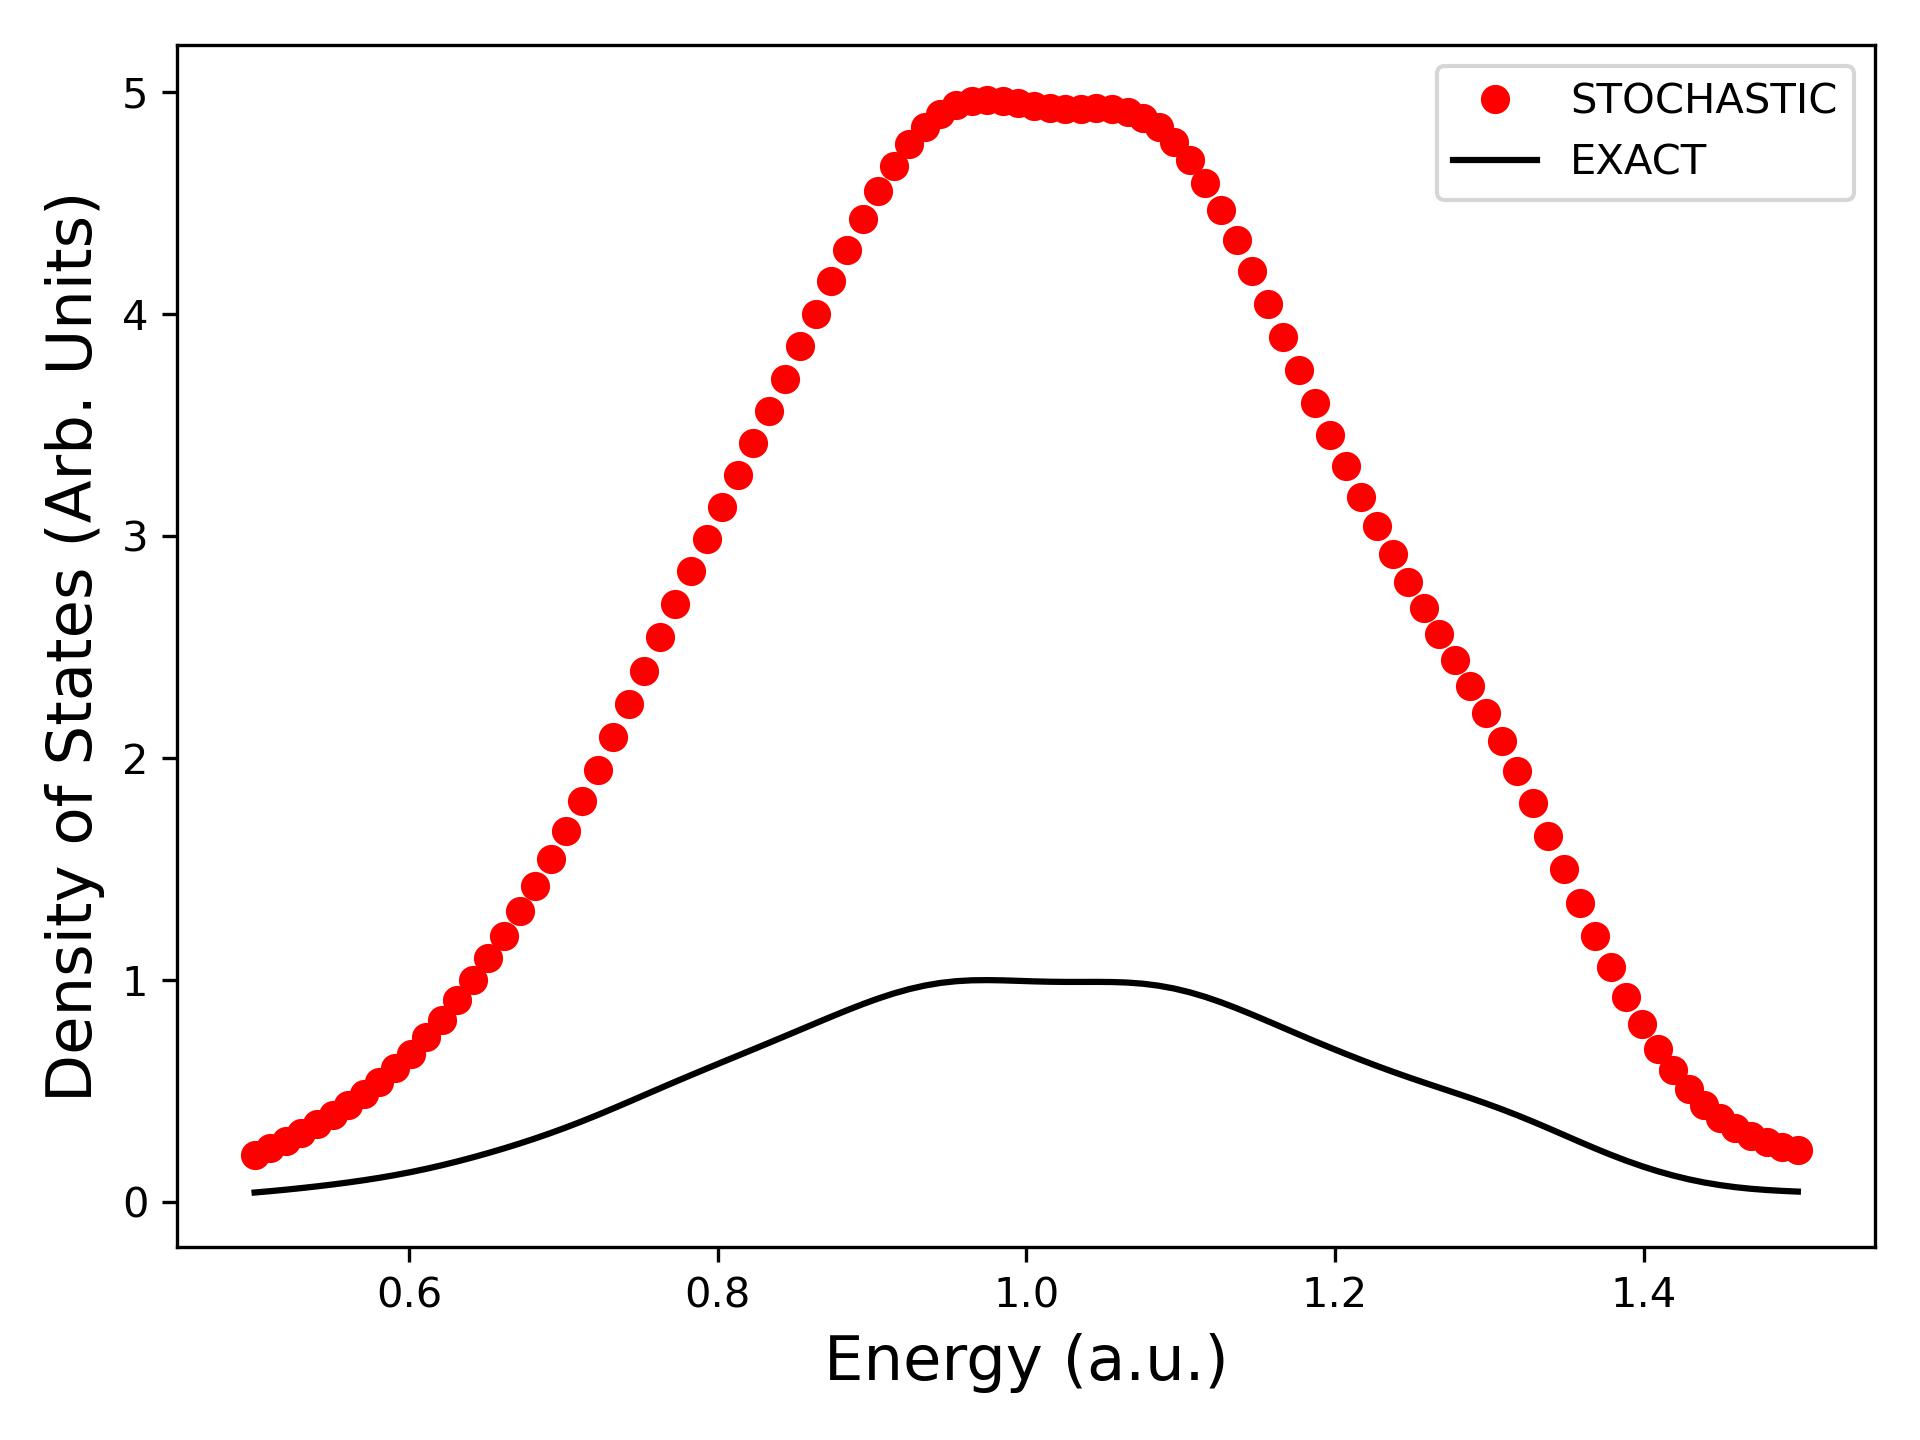 Density of States (Arb. Units)
5
4
3
2
1
0
STOCHASTIC
EXACT
0.6
0.8
1.0
1.2
1.4
Energy (a.u.)